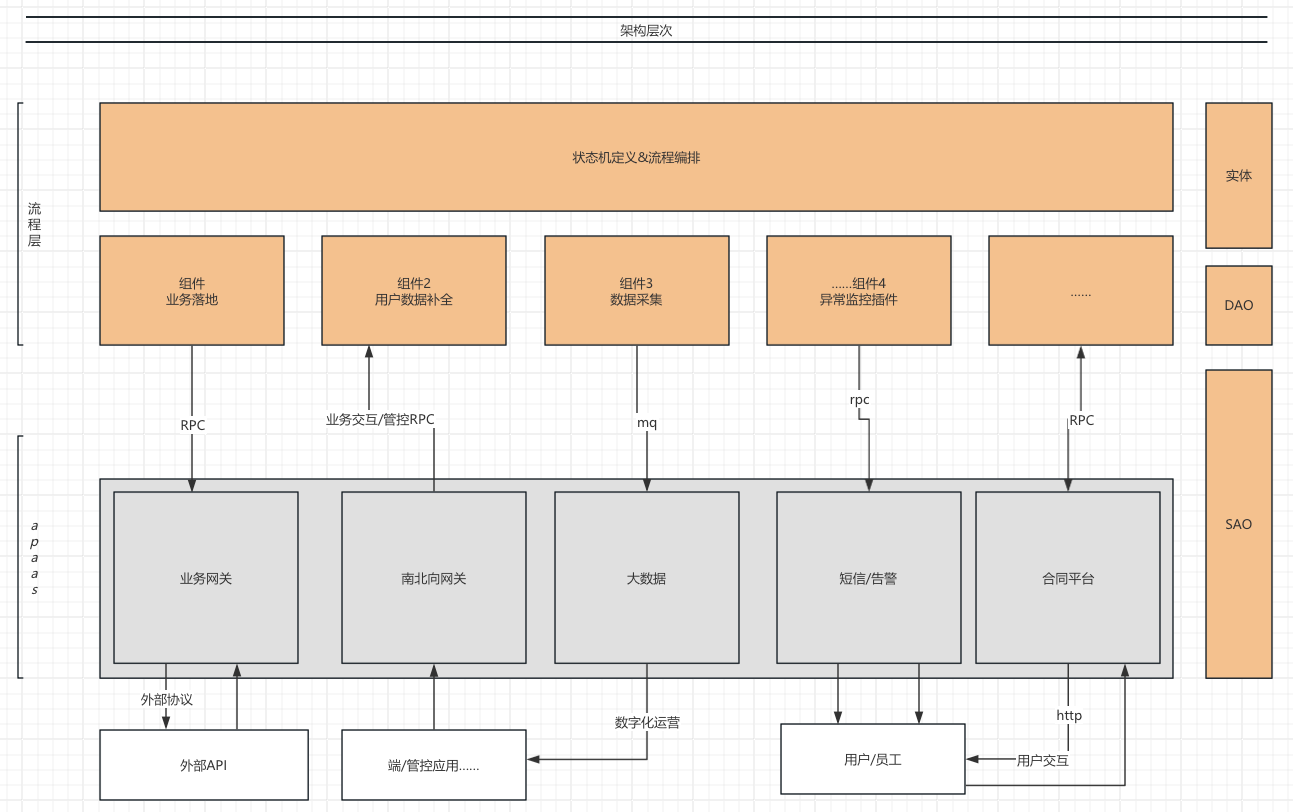 架构层次
状态机定义&流程编排
实体
流
程
层
组件
业务落地
组件2
用户数据补全
组件3
数据采集
……组件4
异常监控插件
……
DAO
RPC
业务交互/管控RPC
mq
rpc
RPC
a
p
a
a
s
业务网关
南北向网关
大数据
短信/告警
合同平台
SAO
外部协议
数字化运营
http
用户交互
外部API
端/管控应用……
用户/员工